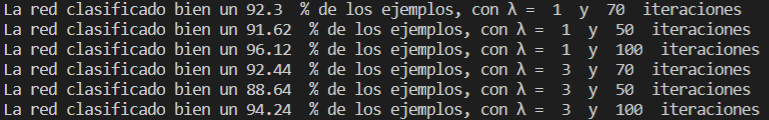 La red clasificado bien un 92.3  % de los ejemplos, con λ =  1  y  70  iteraciones
La red clasificado bien un 91.62  % de los ejemplos, con λ =  1  y  50  iteraciones
La red clasificado bien un 96.12  % de los ejemplos, con λ =  1  y  100  iteraciones
La red clasificado bien un 92.44  % de los ejemplos, con λ =  3  y  70  iteraciones
La red clasificado bien un 88.64  % de los ejemplos, con λ =  3  y  50  iteraciones
La red clasificado bien un 94.24  % de los ejemplos, con λ =  3  y  100  iteraciones